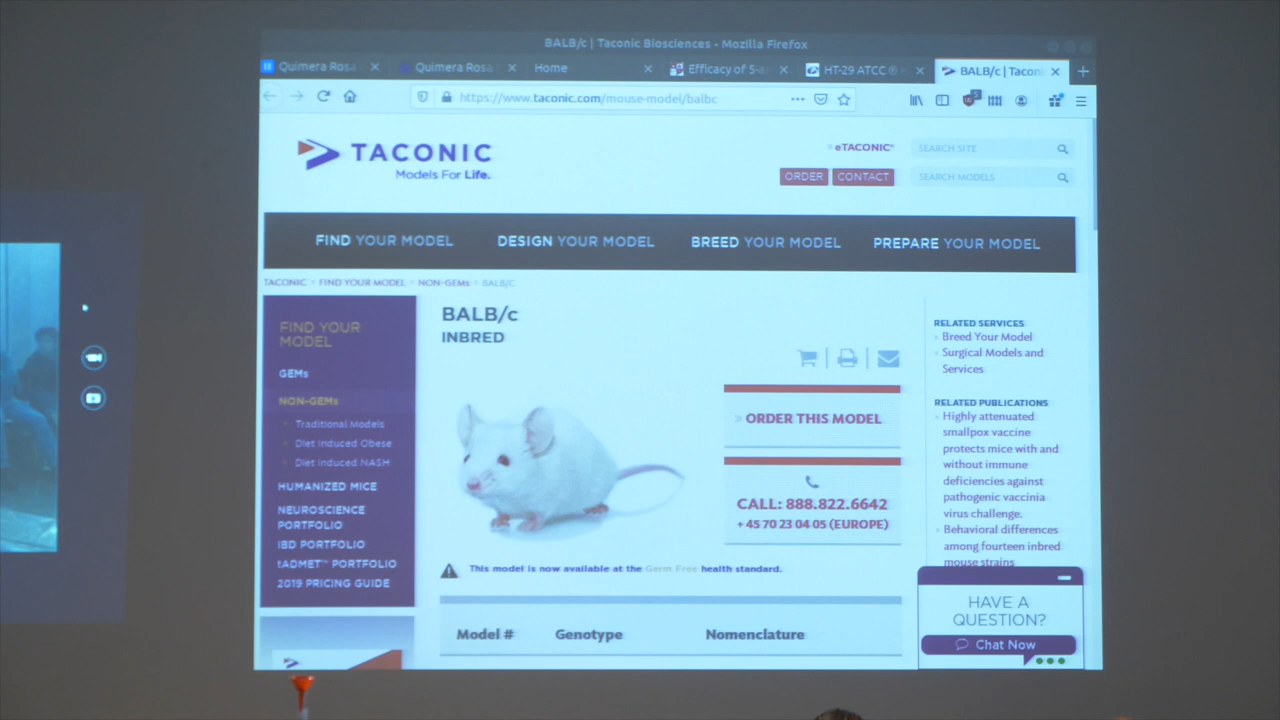 BALB/c | Taconic Biosciences - Mozilla Firefox
Quimera Rosa
Quimera Rosa
Home
Efficacy of 5-
HT-29 ATCC ®
BALB/c | Tacon
https://www.taconic.com/mouse-model/balbc
TACONIC
Models For Life.
eTACONIC
SEARCH SITE
ORDER
CONTACT
SEARCH MODELS
FIND YOUR MODEL
DESIGN YOUR MODEL
BREED YOUR MODEL
PREPARE YOUR MODEL
TACONIC > FIND YOUR MODEL > NON-GEMs > BALB/C
FIND YOUR
MODEL
GEMs
NON-GEMs
Traditional Models
Diet Induced Obese
Diet Induced NASH
HUMANIZED MICE
NEUROSCIENCE
PORTFOLIO
IBD PORTFOLIO
tADMET™ PORTFOLIO
2019 PRICING GUIDE
BALB/c
INBRED
ORDER THIS MODEL
CALL: 888.822.6642
+ 45 70 23 04 05 (EUROPE)
This model is now available at the Germ Free health standard.
Model #
Genotype
Nomenclature
RELATED SERVICES
Breed Your Model
Surgical Models and
Services
RELATED PUBLICATIONS
Highly attenuated
smallpox vaccine
protects mice with and
without immune
deficiencies against
pathogenic vaccinia
virus challenge.
Behavioral differences
among fourteen inbred
mouse strains
HAVE A
QUESTION?
Chat Now